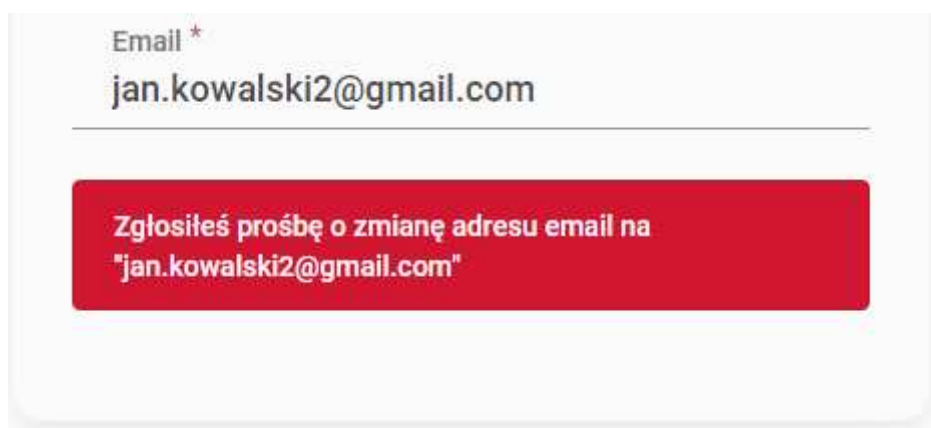 Email *
jan.kowalski2@gmail.com
Zgłosiłeś prośbę o zmianę adresu email na
"jan.kowalski2@gmail.com"